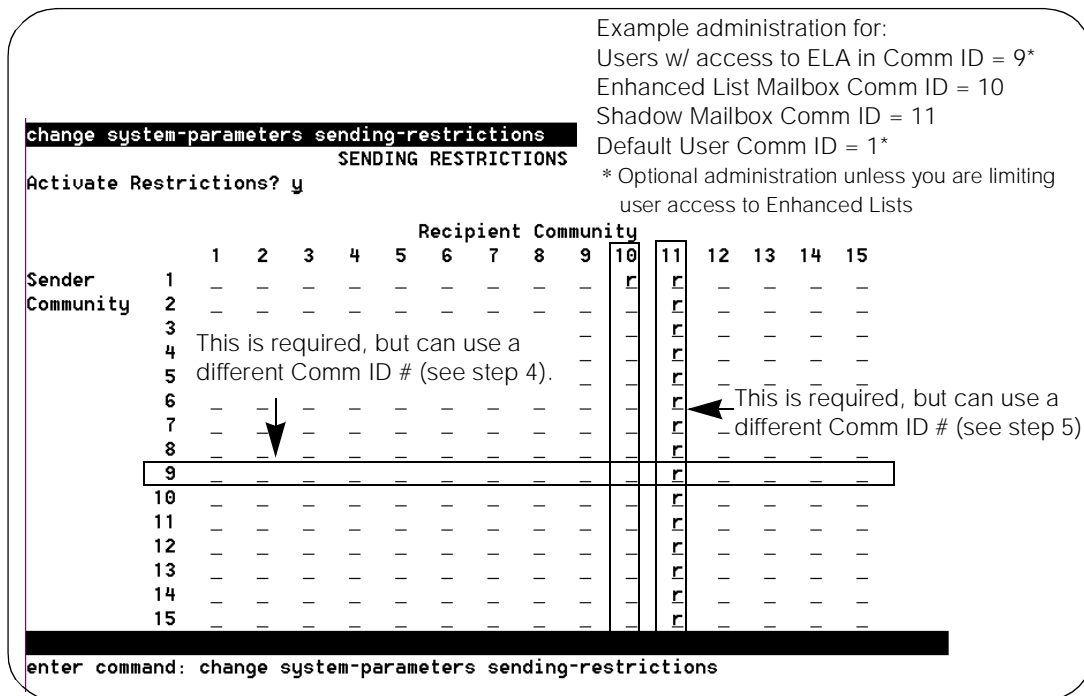 Example administration for:
Users w/ access to ELA in Comm ID = 9*
Enhanced List Mailbox Comm ID = 10
Shadow Mailbox Comm ID = 11
Default User Comm ID = 1*
* Optional administration unless you are limiting
user access to Enhanced Lists
change system-parameters sending-restrictions
SENDING RESTRICTIONS
Activate Restrictions? y
Recipient Community
1 2 3 4 5 6 7 8 9 10 11 12 13 14 15
Sender 1 _ _ _ _ _ _ _ _ _ r r _ _ _ _
Community 2 _ _ _ _ _ _ _ _ _ _ r _ _ _ _
3 _ _ r _ _ _ _
4 _ _ r _ _ _ _
5 _ _ r _ _ _ _
This is required, but can use a
different Comm ID # (see step 4).
6 _ _ _ _ _ _ _ _ _ _ r
7 _ _ _ _ _ _ _ _ _ _ r _
This is required, but can use a
different Comm ID # (see step 5)
8 _ _ _ _ _ _ _ _ _ _ r _ _ _ _
9 _ _ _ _ _ _ _ _ _ _ r _ _ _ _
10 _ _ _ _ _ _ _ _ _ _ r _ _ _ _
11 _ _ _ _ _ _ _ _ _ _ r _ _ _ _
12 _ _ _ _ _ _ _ _ _ _ r _ _ _ _
13 _ _ _ _ _ _ _ _ _ _ r _ _ _ _
14 _ _ _ _ _ _ _ _ _ _ r _ _ _ _
15 _ _ _ _ _ _ _ _ _ _ r _ _ _ _
enter command: change system-parameters sending-restrictions